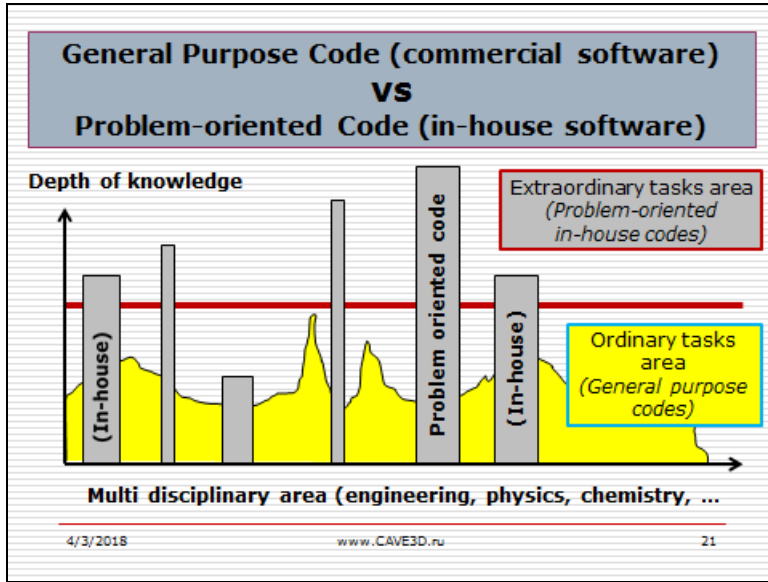 General Purpose Code (commercial software)
VS
Problem-oriented Code (in-house software)
Depth of knowledge
Extraordinary tasks area
(Problem-oriented
in-house codes)
(In-house)
Problem oriented code
(In-house)
Ordinary tasks
area
(General purpose
codes)
Multi disciplinary area (engineering, physics, chemistry, ...
4/3/2018
www.CAVE3D.ru
21